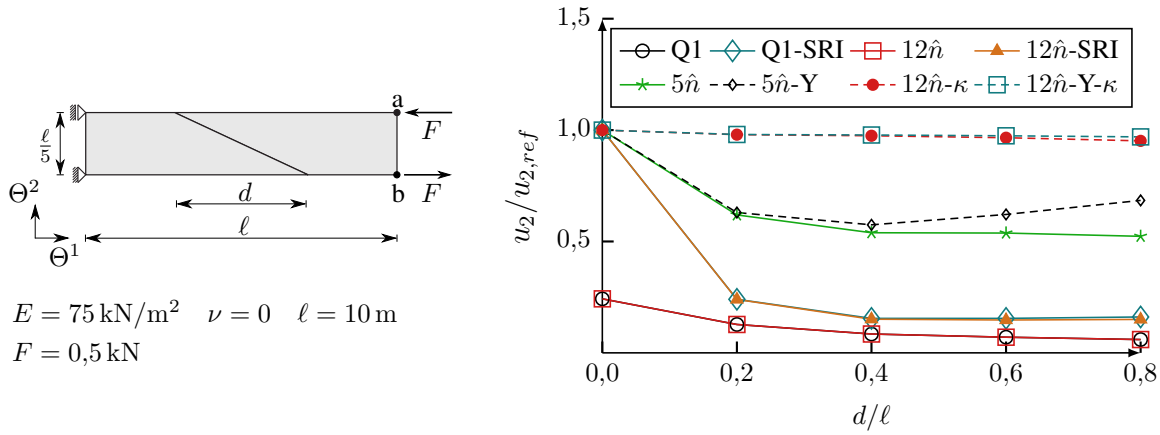 a
F
ℓ/5
b
F
Θ²
d
ℓ
Θ¹
E = 75 kN/m² ν = 0 ℓ = 10 m
F = 0,5 kN
1,5
Q1 Q1-SRI 12n̂ 12n̂-SRI
5n̂ 5n̂-Y 12n̂-κ 12n̂-Y-κ
1,0
u₂/u₂,ref
0,5
0,0 0,2 0,4 0,6 0,8
d/ℓ